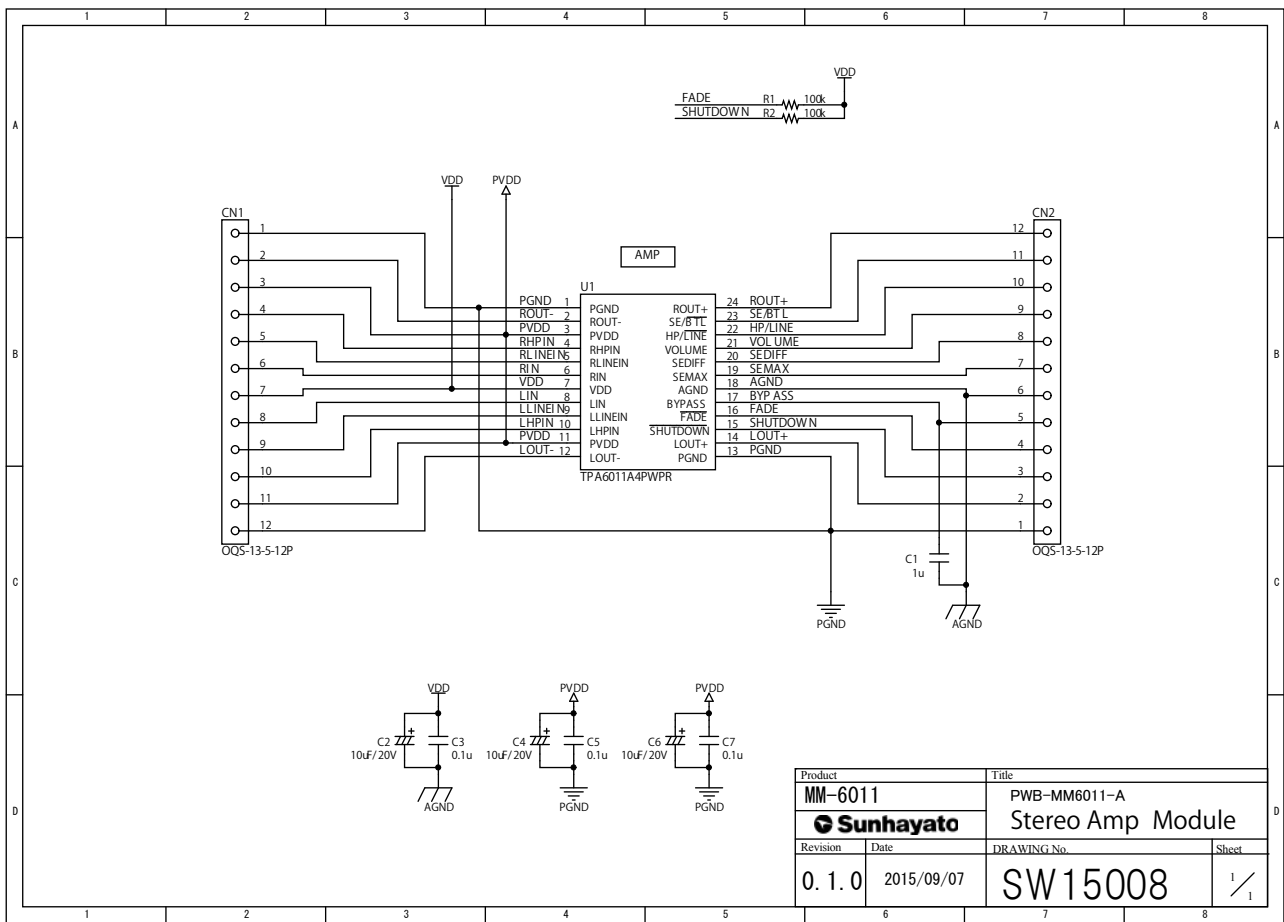 1 2 3 4 5 6 7 8
A A
B B
C C
D D
VDD
FADE R1 100k
SHUTDOWN R2 100k
VDD PVDD
CN1
1
2
3
4
5
6
7
8
9
10
11
12
OQS-13-5-12P
AMP
U1
PGND 1 PGND
ROUT- 2 ROUT-
PVDD 3 PVDD
RHPIN 4 RHPIN
RLINEIN 5 RLINEIN
RIN 6 RIN
VDD 7 VDD
LIN 8 LIN
LLINEIN 9 LLINEIN
LHPIN 10 LHPIN
PVDD 11 PVDD
LOUT- 12 LOUT-
ROUT+ 24 ROUT+
SE/BTL 23 SE/BTL
HP/LINE 22 HP/LINE
VOLUME 21 VOLUME
SEDIFF 20 SEDIFF
SEMAX 19 SEMAX
AGND 18 AGND
BYPASS 17 BYPASS
FADE 16 FADE
SHUTDOWN 15 SHUTDOWN
LOUT+ 14 LOUT+
PGND 13 PGND
TPA6011A4PWPR
CN2
12
11
10
9
8
7
6
5
4
3
2
1
OQS-13-5-12P
C1
1u
PGND
AGND
VDD
C2
10uF/20V
+
C3
0.1u
AGND
PVDD
C4
10uF/20V
+
C5
0.1u
PGND
PVDD
C6
10uF/20V
+
C7
0.1u
PGND
Product
MM-6011
Sunhayato
Title
PWB-MM6011-A
Stereo Amp Module
Revision
0.1.0
Date
2015/09/07
DRAWING No.
SW15008
Sheet
1/1
1 2 3 4 5 6 7 8